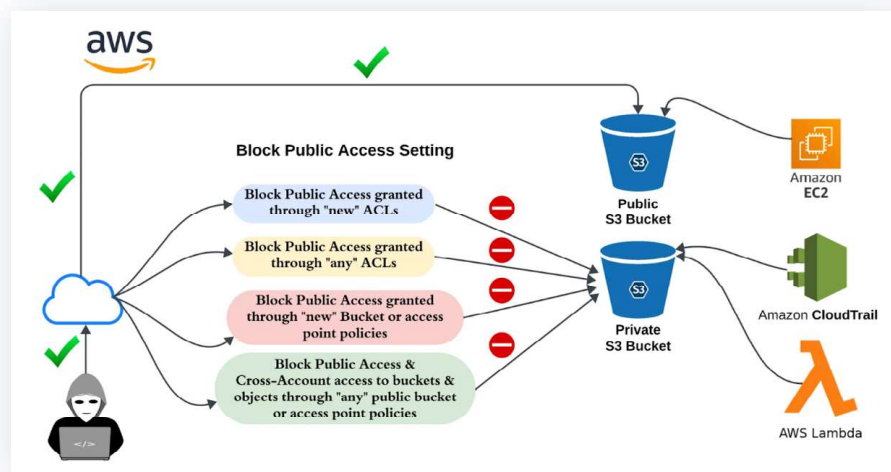 aws
Block Public Access Setting
Block Public Access granted
through "new" ACLs
Block Public Access granted
through "any" ACLs
Block Public Access granted
through "new" Bucket or access
point policies
Block Public Access &
Cross-Account access to buckets &
objects through "any" public bucket
or access point policies
S3
Public
S3 Bucket
S3
Private
S3 Bucket
Amazon
EC2
Amazon CloudTrail
AWS Lambda
</>